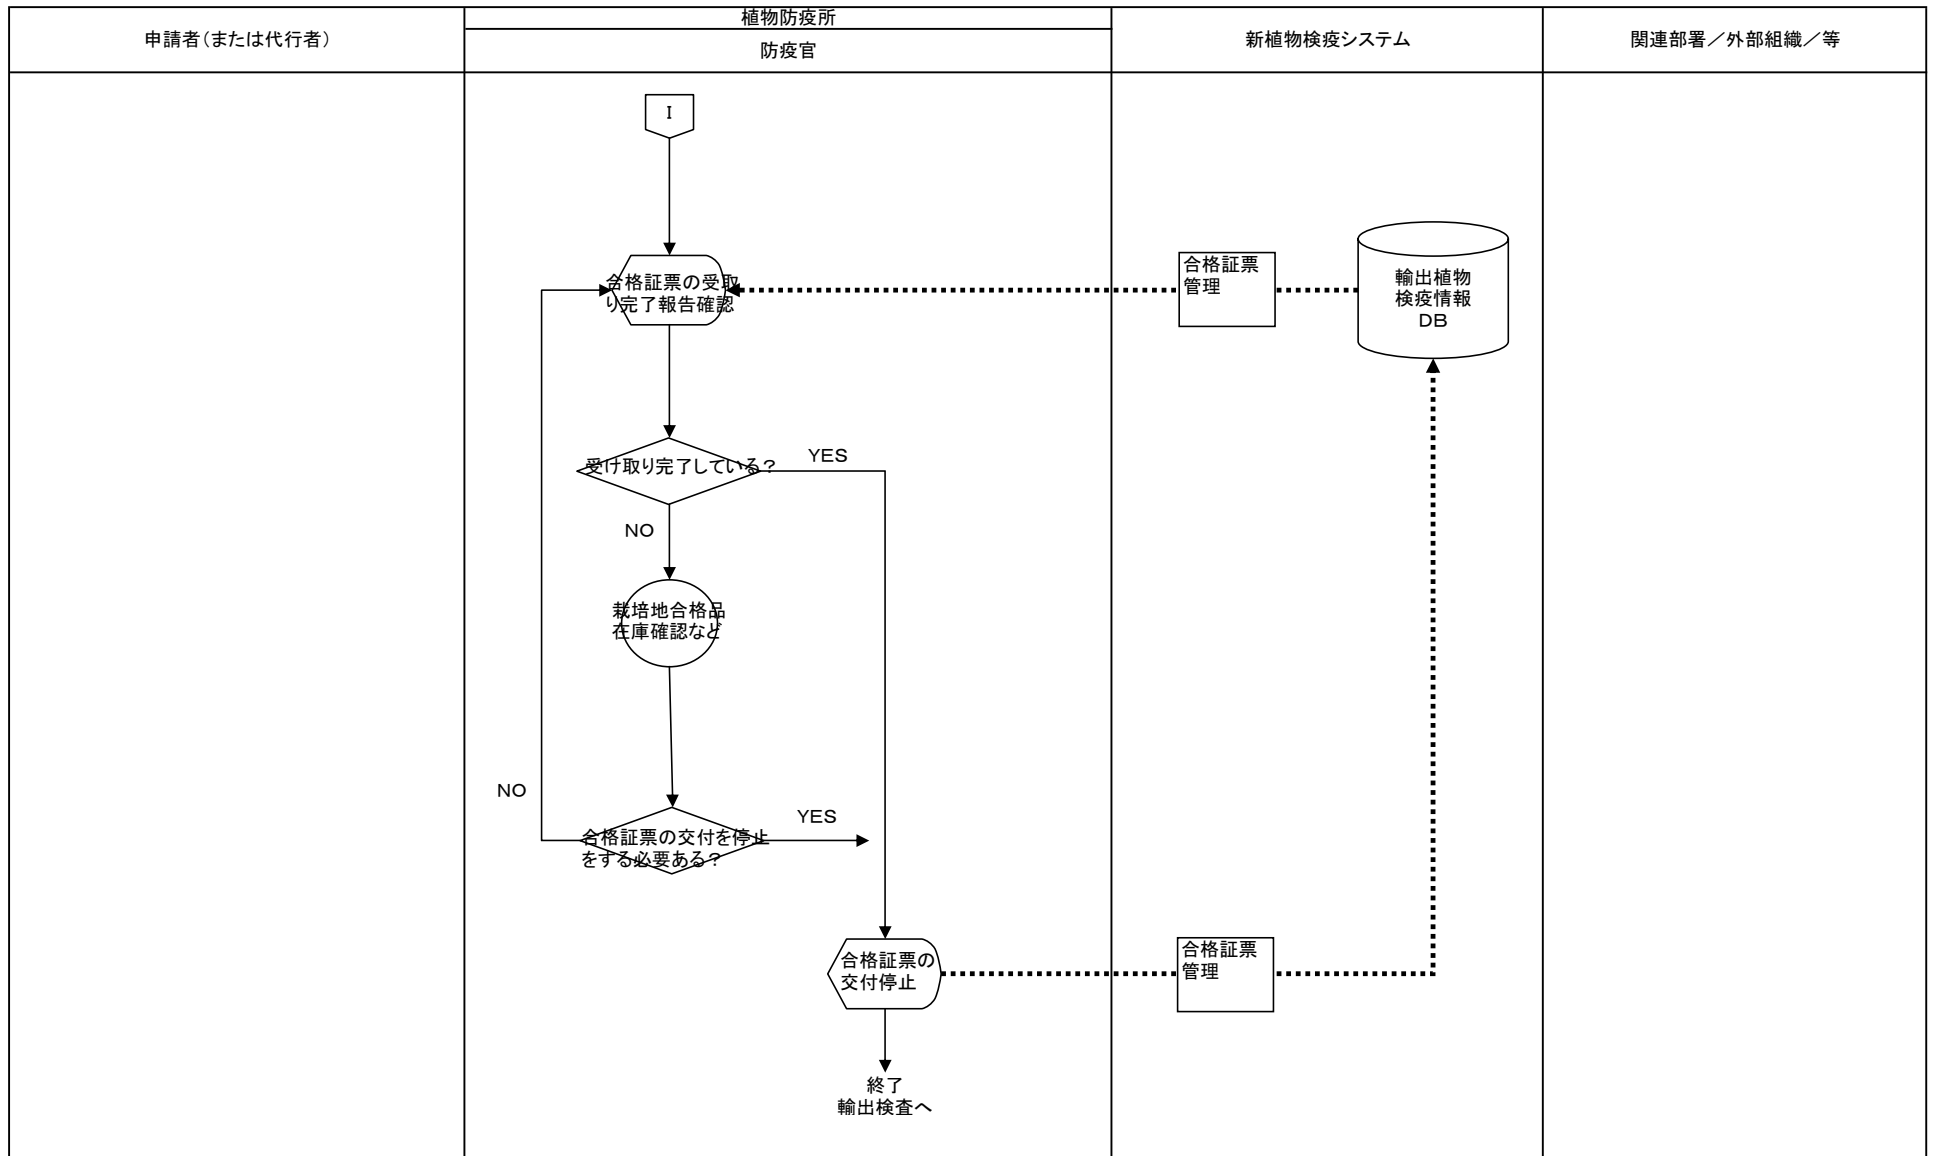 申請者(または代行者)
植物防疫所
防疫官
新植物検疫システム
関連部署/外部組織/等
I
合格証票の受取
り完了報告確認
合格証票
管理
輸出植物
検疫情報
DB
受け取り完了している?
YES
NO
栽培地合格品
在庫確認など
NO
YES
合格証票の交付を停止
をする必要ある?
合格証票の
交付停止
合格証票
管理
終了
輸出検査へ